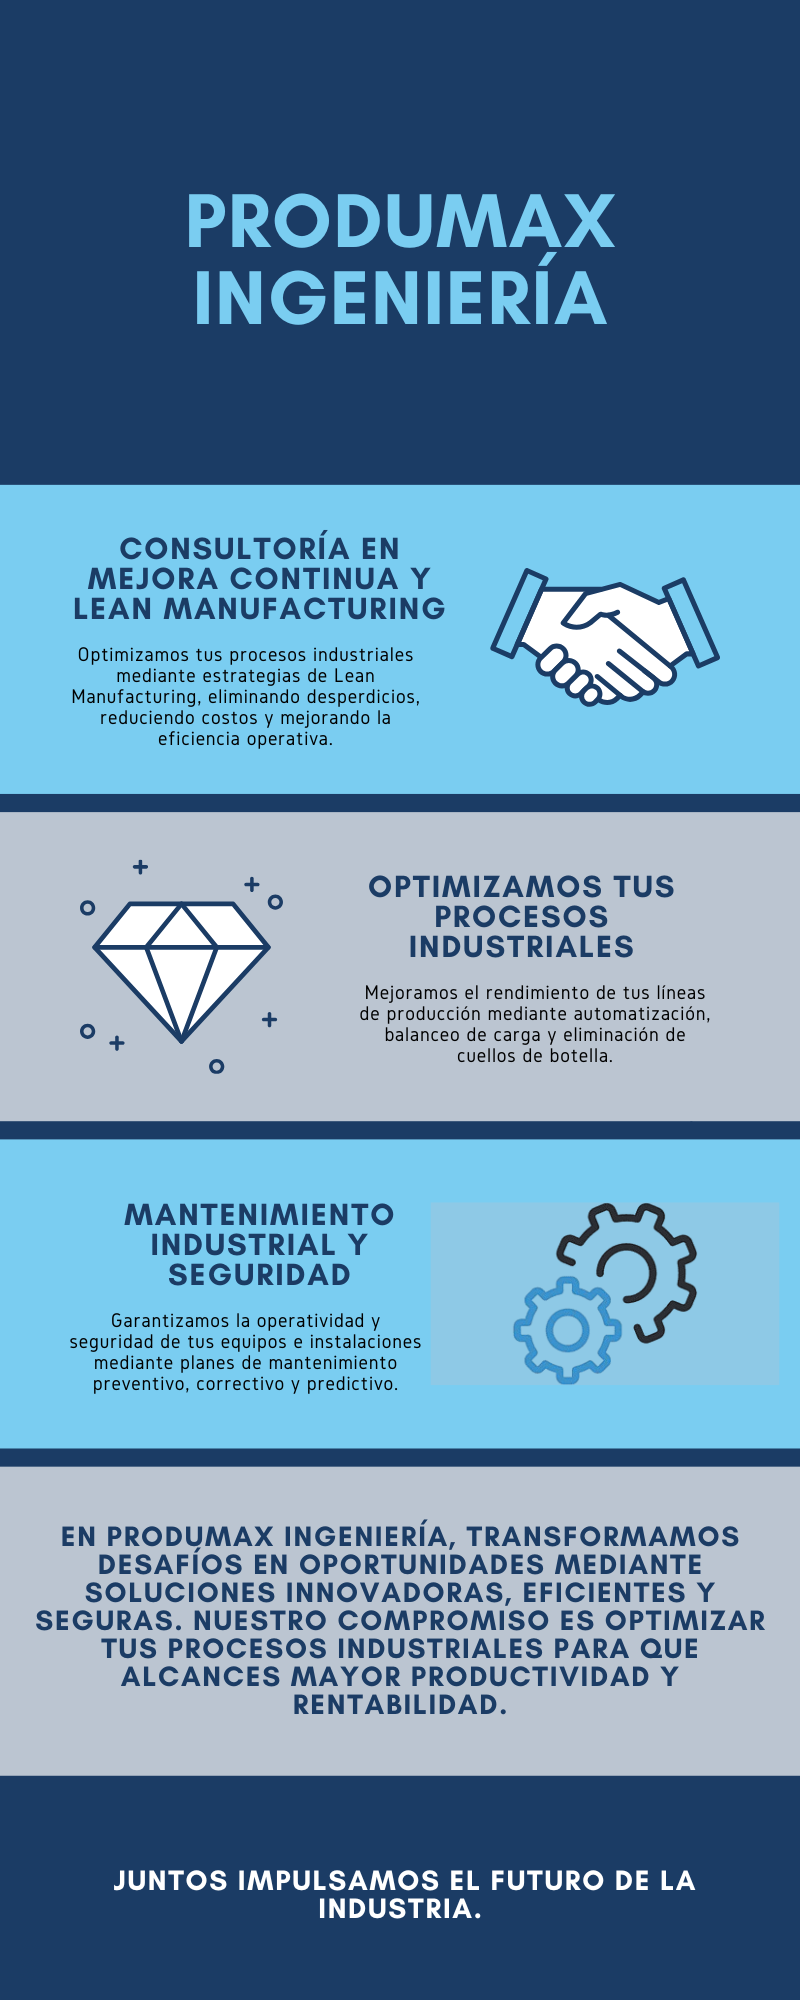 PRODUMAX
INGENIERÍA
CONSULTORÍA EN
MEJORA CONTINUA Y
LEAN MANUFACTURING
Optimizamos tus procesos industriales
mediante estrategias de Lean
Manufacturing, eliminando desperdicios,
reduciendo costos y mejorando la
eficiencia operativa.
OPTIMIZAMOS TUS
PROCESOS
INDUSTRIALES
Mejoramos el rendimiento de tus líneas
de producción mediante automatización,
balanceo de carga y eliminación de
cuellos de botella.
MANTENIMIENTO
INDUSTRIAL Y
SEGURIDAD
Garantizamos la operatividad y
seguridad de tus equipos e instalaciones
mediante planes de mantenimiento
preventivo, correctivo y predictivo.
EN PRODUMAX INGENIERÍA, TRANSFORMAMOS
DESAFÍOS EN OPORTUNIDADES MEDIANTE
SOLUCIONES INNOVADORAS, EFICIENTES Y
SEGURAS. NUESTRO COMPROMISO ES OPTIMIZAR
TUS PROCESOS INDUSTRIALES PARA QUE
ALCANCES MAYOR PRODUCTIVIDAD Y
RENTABILIDAD.
JUNTOS IMPULSAMOS EL FUTURO DE LA
INDUSTRIA.